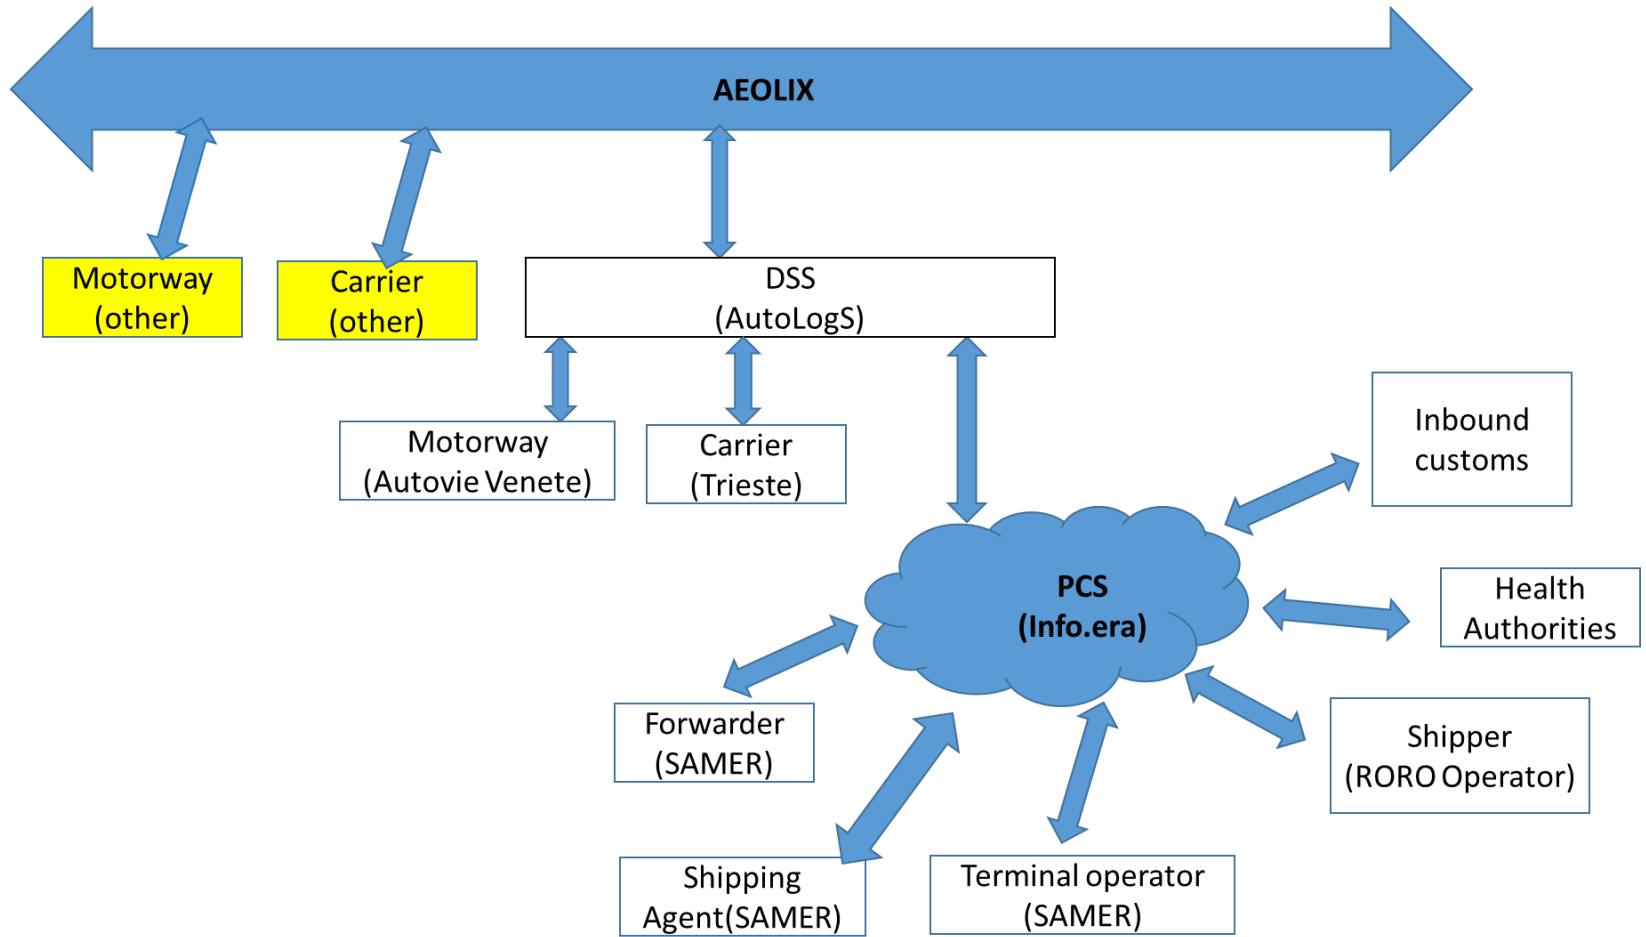 AEOLIX
Motorway
(other)
Carrier
(other)
DSS
(AutoLogS)
Motorway
(Autovie Venete)
Carrier
(Trieste)
Inbound
customs
PCS
(Info.era)
Health
Authorities
Forwarder
(SAMER)
Shipper
(RORO Operator)
Shipping
Agent(SAMER)
Terminal operator
(SAMER)